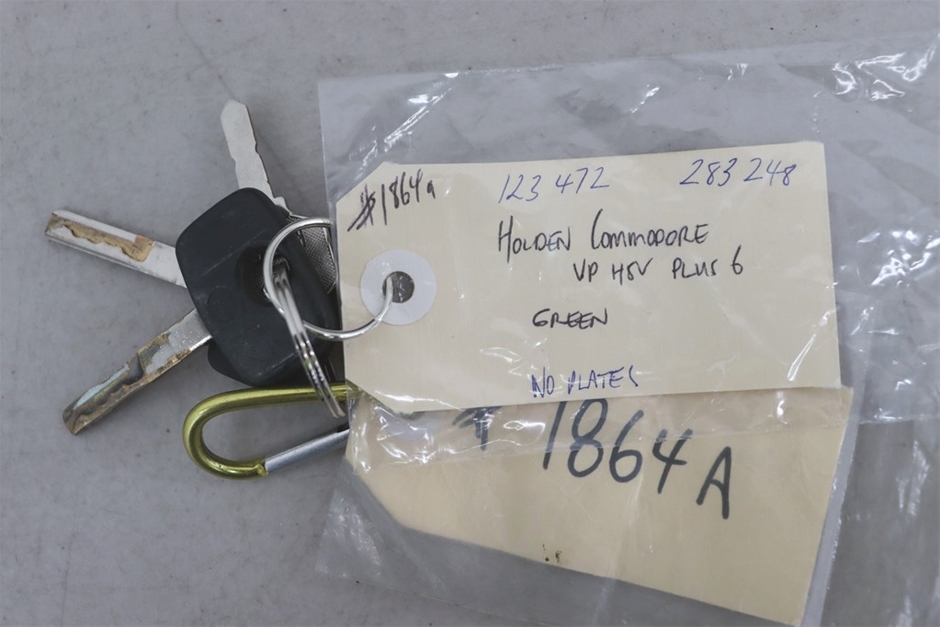 #1864a 123 472 283 248
HOLDEN COMMODORE
VP HSV PLUS 6
GREEN
NO PLATES
# 1864A